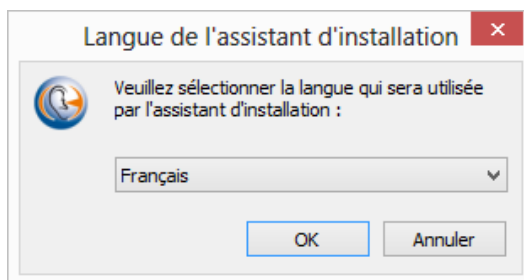 Langue de l'assistant d'installation
Veuillez sélectionner la langue qui sera utilisée
par l'assistant d'installation :
Français
OK Annuler